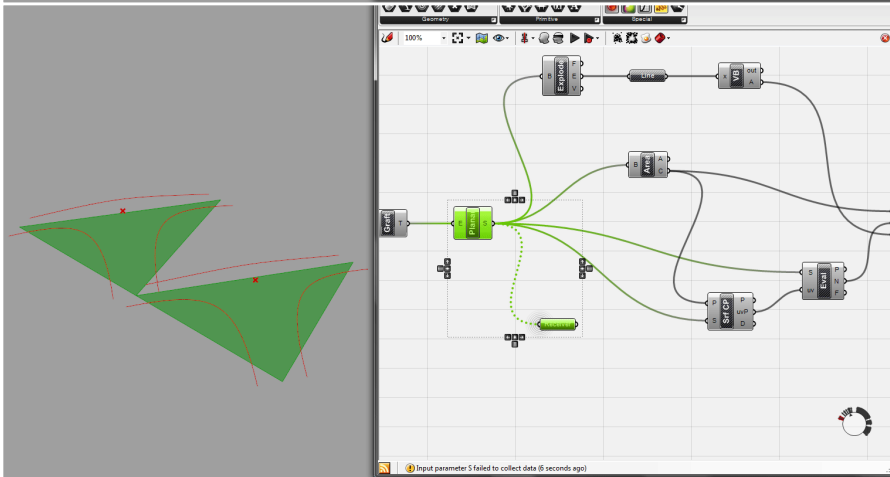 Geometry
Primitive
Special
100%
B
Explode
F
E
V
Line
x
VB
out
A
B
Area
A
C
Graft
T
E
Planar
S
S
uv
Eval
P
N
F
P
S
Srf CP
P
uvP
D
Receiver
Input parameter S failed to collect data (6 seconds ago)